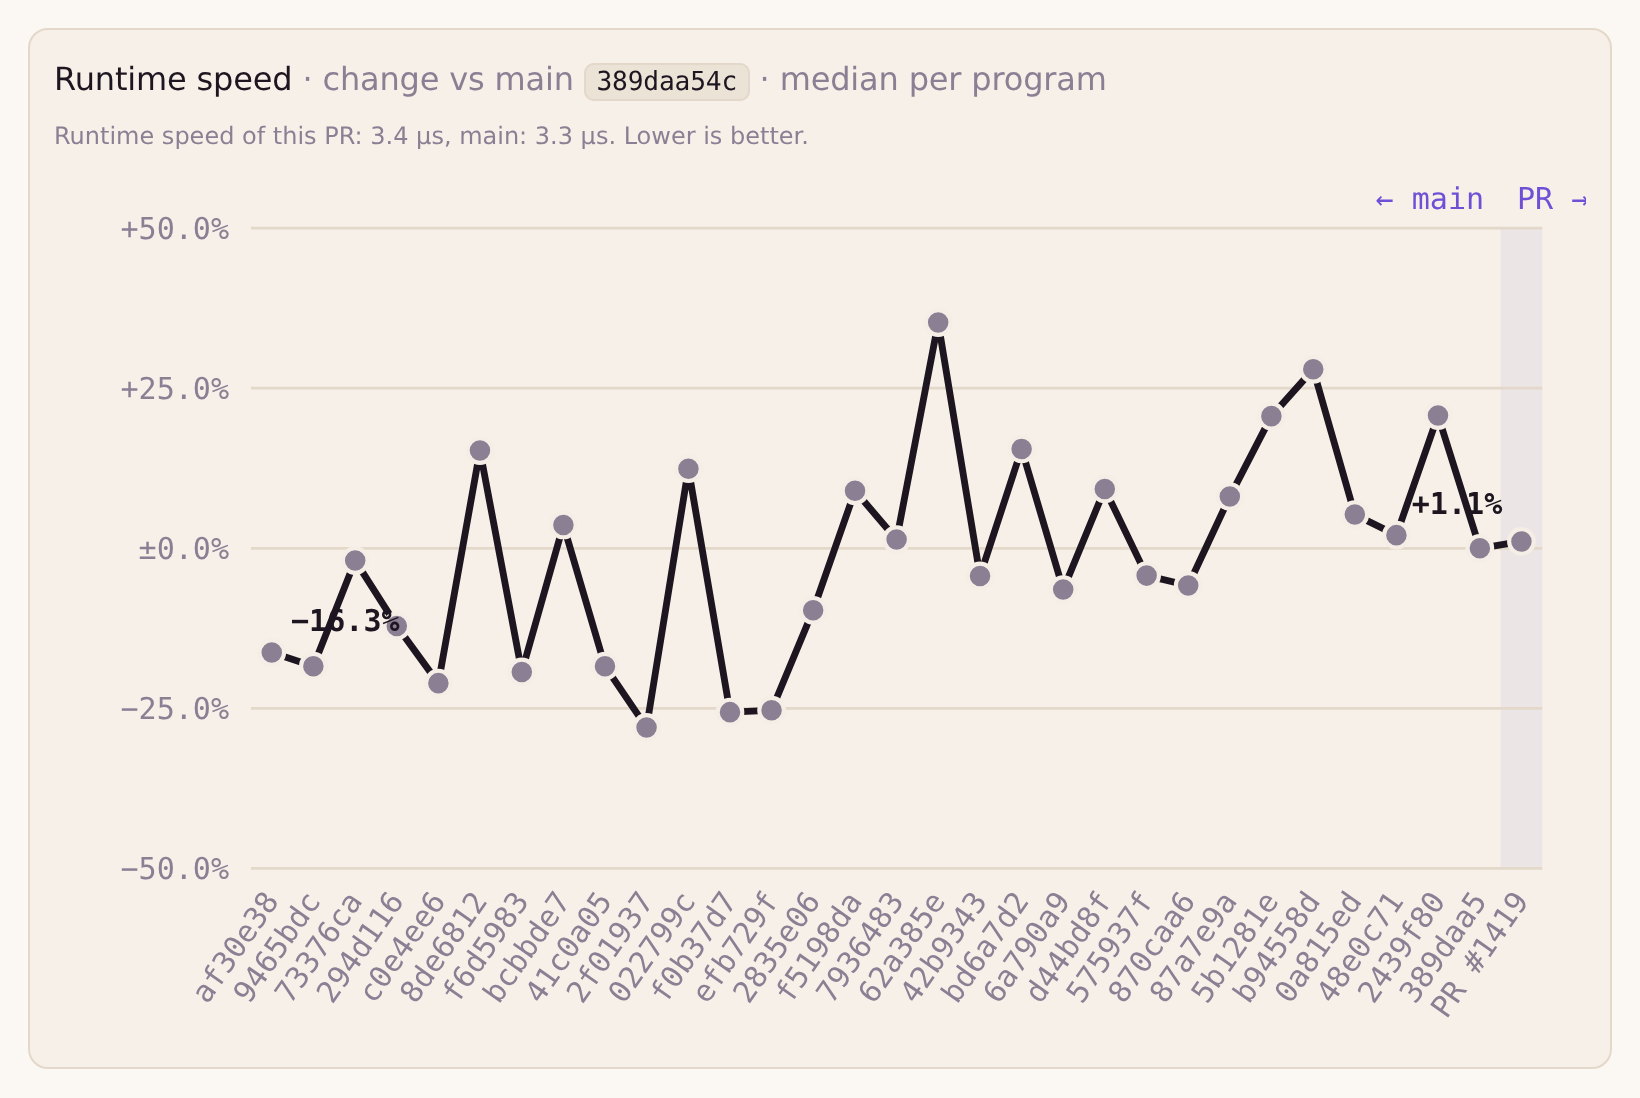 Runtime speed · change vs main 389daa54c · median per program
Runtime speed of this PR: 3.4 µs, main: 3.3 µs. Lower is better.
← main PR →
+50.0%
+25.0%
±0.0%
−25.0%
−50.0%
−16.3%
+1.1%
af30e38
9465bdc
73376ca
294d116
c0e4ee6
8de6812
f6d5983
bcbbde7
41c0a05
2f01937
022799c
f0b37d7
efb729f
2835e06
f5198da
7936483
62a385e
42b9343
bd6a7d2
6a790a9
d44bd8f
575937f
870caa6
87a7e9a
5b1281e
b94558d
0a815ed
48e0c71
2439f80
389daa5
PR #1419